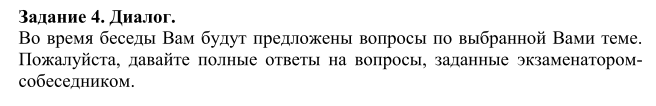 Задание 4. Диалог.
Во время беседы Вам будут предложены вопросы по выбранной Вами теме.
Пожалуйста, давайте полные ответы на вопросы, заданные экзаменатором-
собеседником.